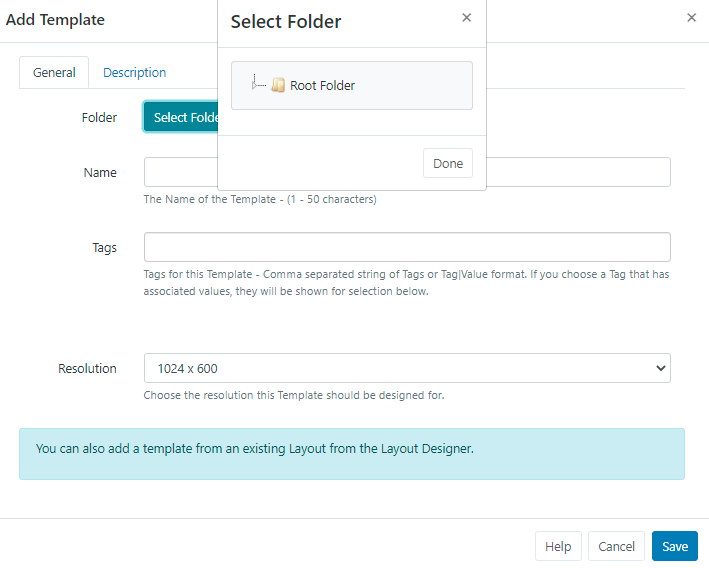 Add Template
×
Select Folder
×
Root Folder
Done
General
Description
Folder
Select Folde
Name
The Name of the Template - (1 - 50 characters)
Tags
Tags for this Template - Comma separated string of Tags or Tag|Value format. If you choose a Tag that has
associated values, they will be shown for selection below.
Resolution
1024 x 600
Choose the resolution this Template should be designed for.
You can also add a template from an existing Layout from the Layout Designer.
Help
Cancel
Save